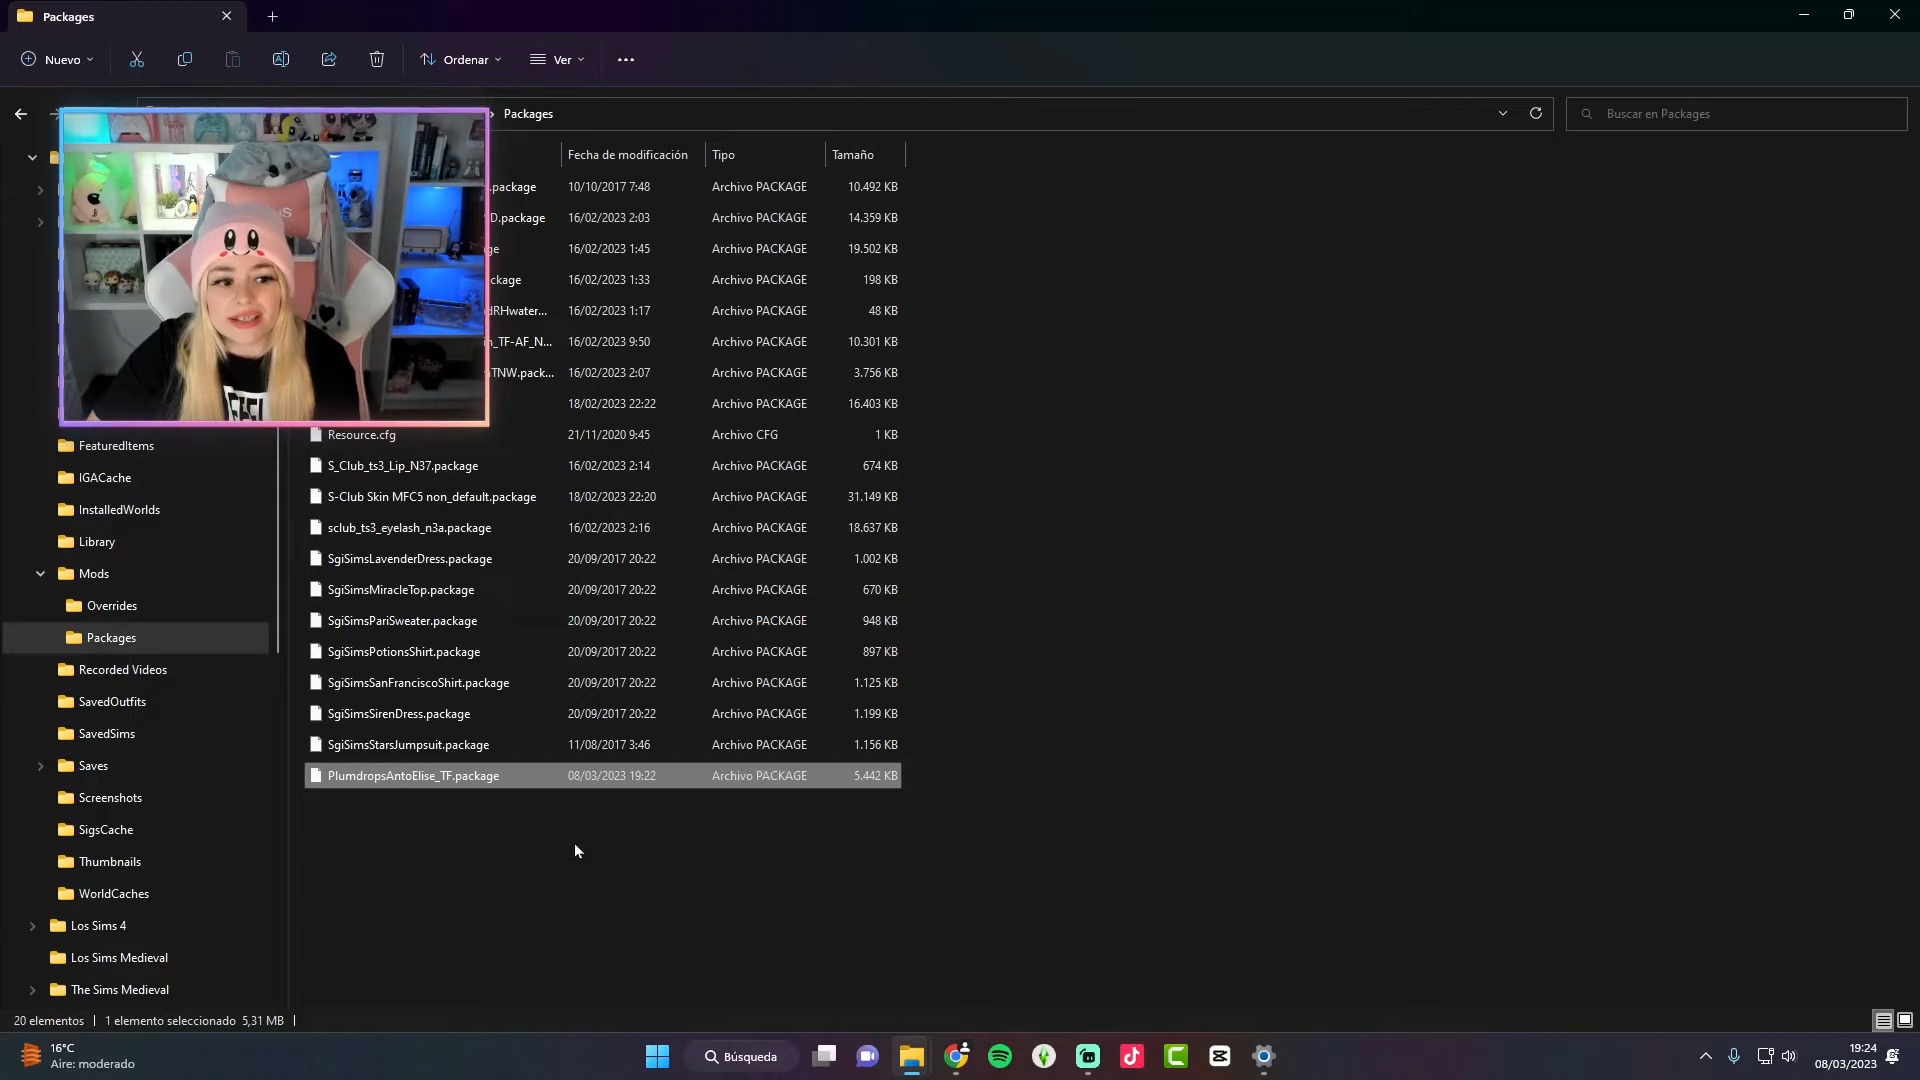 Packages
Nuevo
Ordenar
Ver
Packages
Buscar en Packages
Fecha de modificación Tipo Tamaño
.package 10/10/2017 7:48 Archivo PACKAGE 10.492 KB
D.package 16/02/2023 2:03 Archivo PACKAGE 14.359 KB
ge 16/02/2023 1:45 Archivo PACKAGE 19.502 KB
ckage 16/02/2023 1:33 Archivo PACKAGE 198 KB
dRHwater... 16/02/2023 1:17 Archivo PACKAGE 48 KB
_TF-AF_N... 16/02/2023 9:50 Archivo PACKAGE 10.301 KB
TNW.pack... 16/02/2023 2:07 Archivo PACKAGE 3.756 KB
18/02/2023 22:22 Archivo PACKAGE 16.403 KB
Resource.cfg 21/11/2020 9:45 Archivo CFG 1 KB
S_Club_ts3_Lip_N37.package 16/02/2023 2:14 Archivo PACKAGE 674 KB
S-Club Skin MFC5 non_default.package 18/02/2023 22:20 Archivo PACKAGE 31.149 KB
sclub_ts3_eyelash_n3a.package 16/02/2023 2:16 Archivo PACKAGE 18.637 KB
SgiSimsLavenderDress.package 20/09/2017 20:22 Archivo PACKAGE 1.002 KB
SgiSimsMiracleTop.package 20/09/2017 20:22 Archivo PACKAGE 670 KB
SgiSimsPariSweater.package 20/09/2017 20:22 Archivo PACKAGE 948 KB
SgiSimsPotionsShirt.package 20/09/2017 20:22 Archivo PACKAGE 897 KB
SgiSimsSanFranciscoShirt.package 20/09/2017 20:22 Archivo PACKAGE 1.125 KB
SgiSimsSirenDress.package 20/09/2017 20:22 Archivo PACKAGE 1.199 KB
SgiSimsStarsJumpsuit.package 11/08/2017 3:46 Archivo PACKAGE 1.156 KB
PlumdropsAntoElise_TF.package 08/03/2023 19:22 Archivo PACKAGE 5.442 KB
FeaturedItems
IGACache
InstalledWorlds
Library
Mods
Overrides
Packages
Recorded Videos
SavedOutfits
SavedSims
Saves
Screenshots
SigsCache
Thumbnails
WorldCaches
Los Sims 4
Los Sims Medieval
The Sims Medieval
20 elementos | 1 elemento seleccionado 5,31 MB |
16°C
Aire: moderado
Búsqueda
19:24
08/03/2023